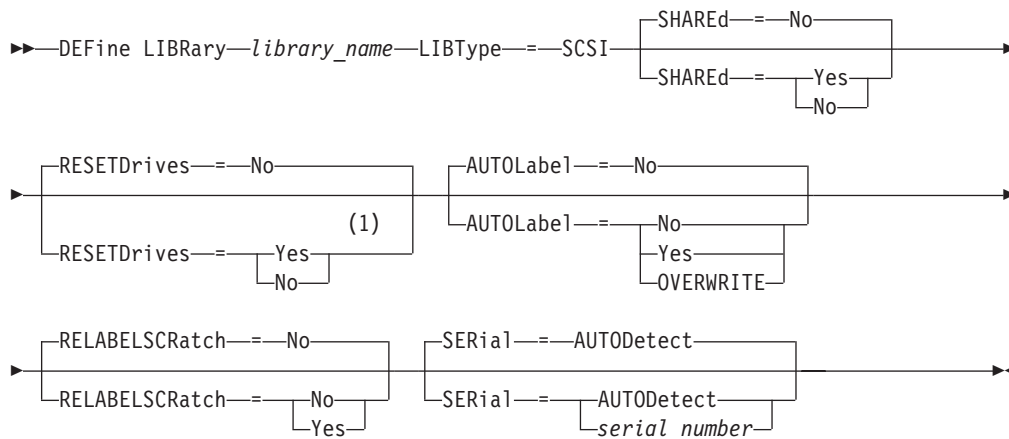 SHAREd = No
DEFine LIBRary library_name LIBType = SCSI
SHAREd = Yes
No
RESETDrives = No
AUTOLabel = No
(1)
RESETDrives = Yes
No
AUTOLabel = No
Yes
OVERWRITE
RELABELSCRatch = No
SERial = AUTODetect
RELABELSCRatch = No
Yes
SERial = AUTODetect
serial number